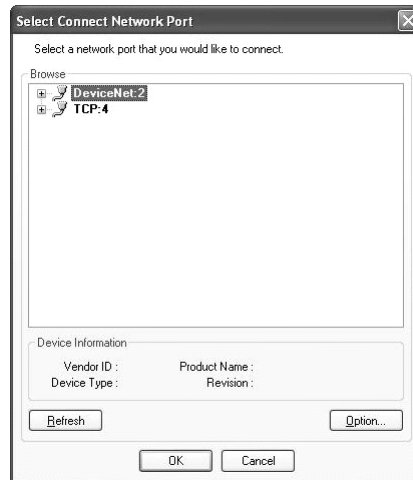 Select Connect Network Port
Select a network port that you would like to connect.
Browse
DeviceNet:2
TCP:4
Device Information
Vendor ID : Product Name :
Device Type : Revision :
Refresh Option...
OK Cancel